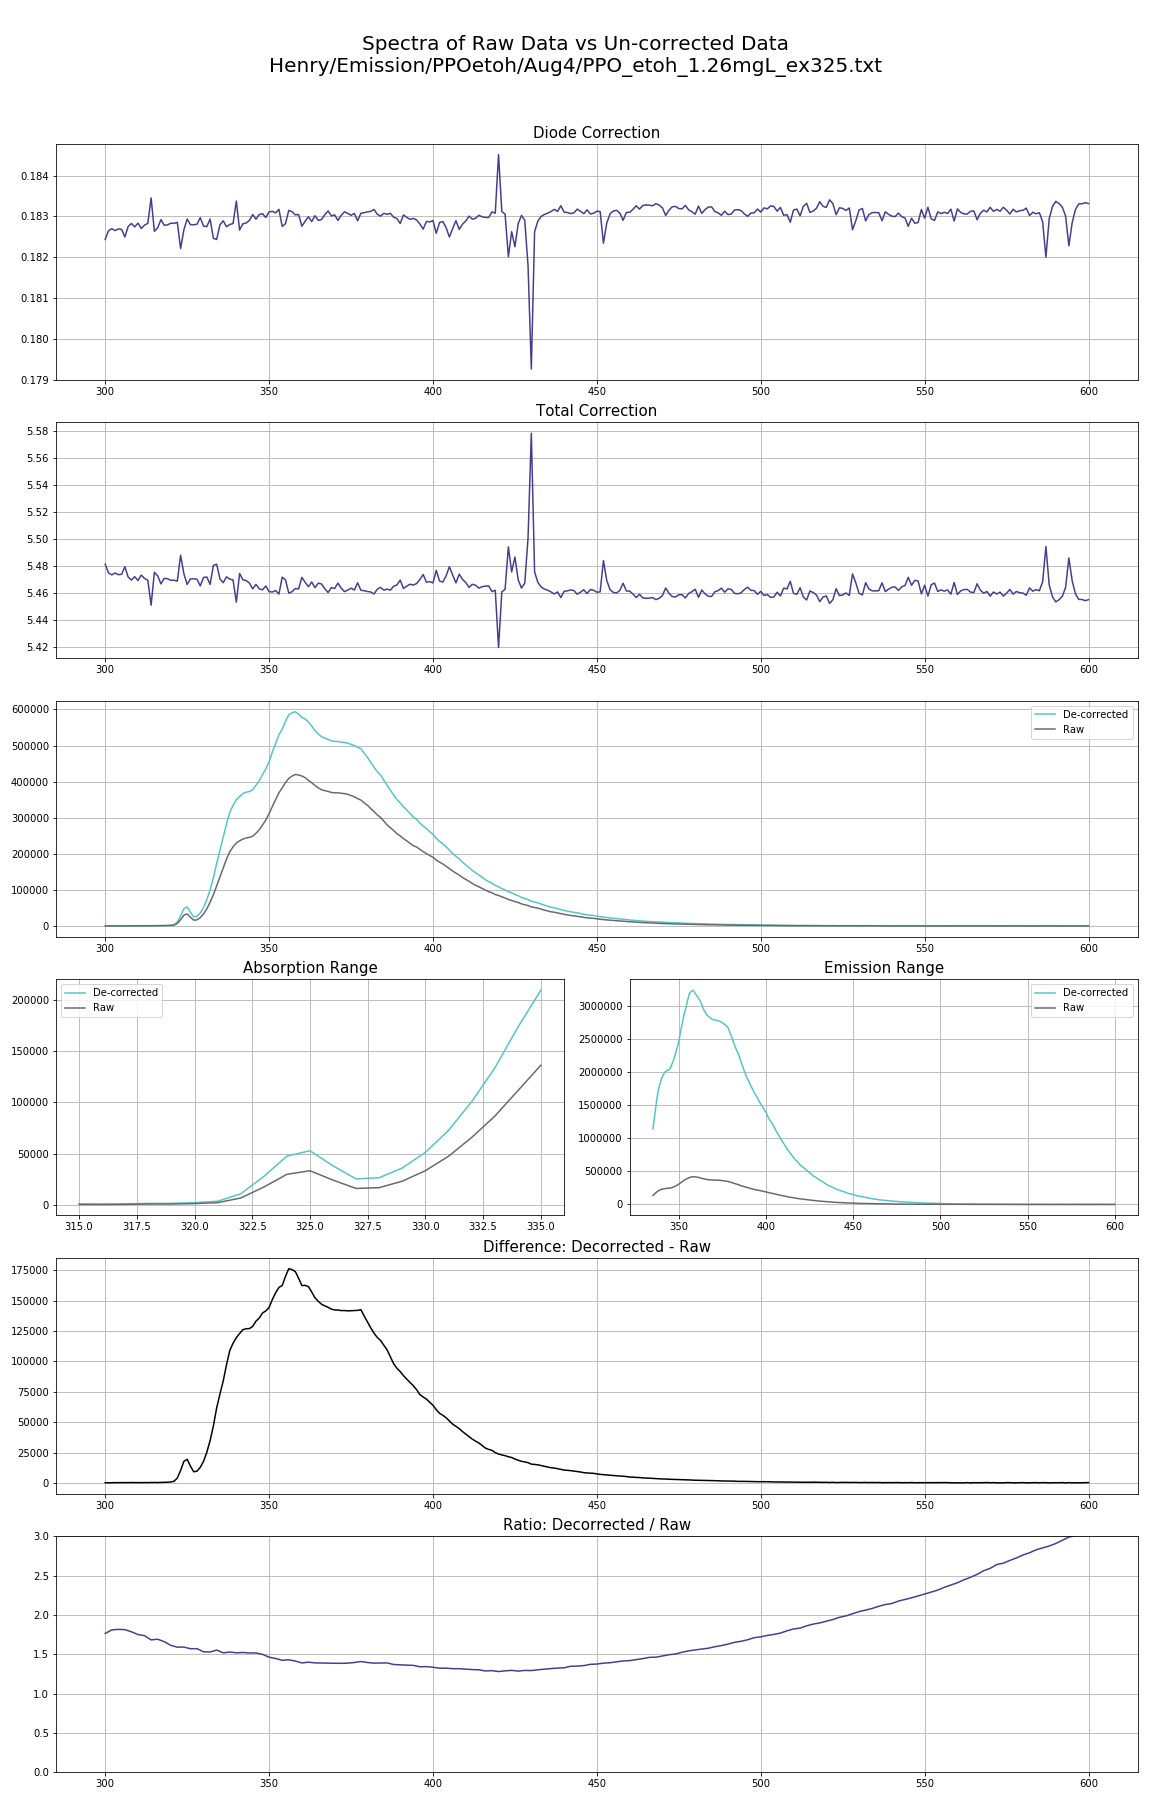 Spectra of Raw Data vs Un-corrected Data
Henry/Emission/PPOetoh/Aug4/PPO_etoh_1.26mgL_ex325.txt
Diode Correction
0.184
0.183
0.182
0.181
0.180
0.179
300 350 400 450 500 550 600
Total Correction
5.58
5.56
5.54
5.52
5.50
5.48
5.46
5.44
5.42
300 350 400 450 500 550 600
De-corrected
Raw
600000
500000
400000
300000
200000
100000
0
300 350 400 450 500 550 600
Absorption Range
De-corrected
Raw
200000
150000
100000
50000
0
315.0 317.5 320.0 322.5 325.0 327.5 330.0 332.5 335.0
Emission Range
De-corrected
Raw
3000000
2500000
2000000
1500000
1000000
500000
0
350 400 450 500 550 600
Difference: Decorrected - Raw
175000
150000
125000
100000
75000
50000
25000
0
300 350 400 450 500 550 600
Ratio: Decorrected / Raw
3.0
2.5
2.0
1.5
1.0
0.5
0.0
300 350 400 450 500 550 600